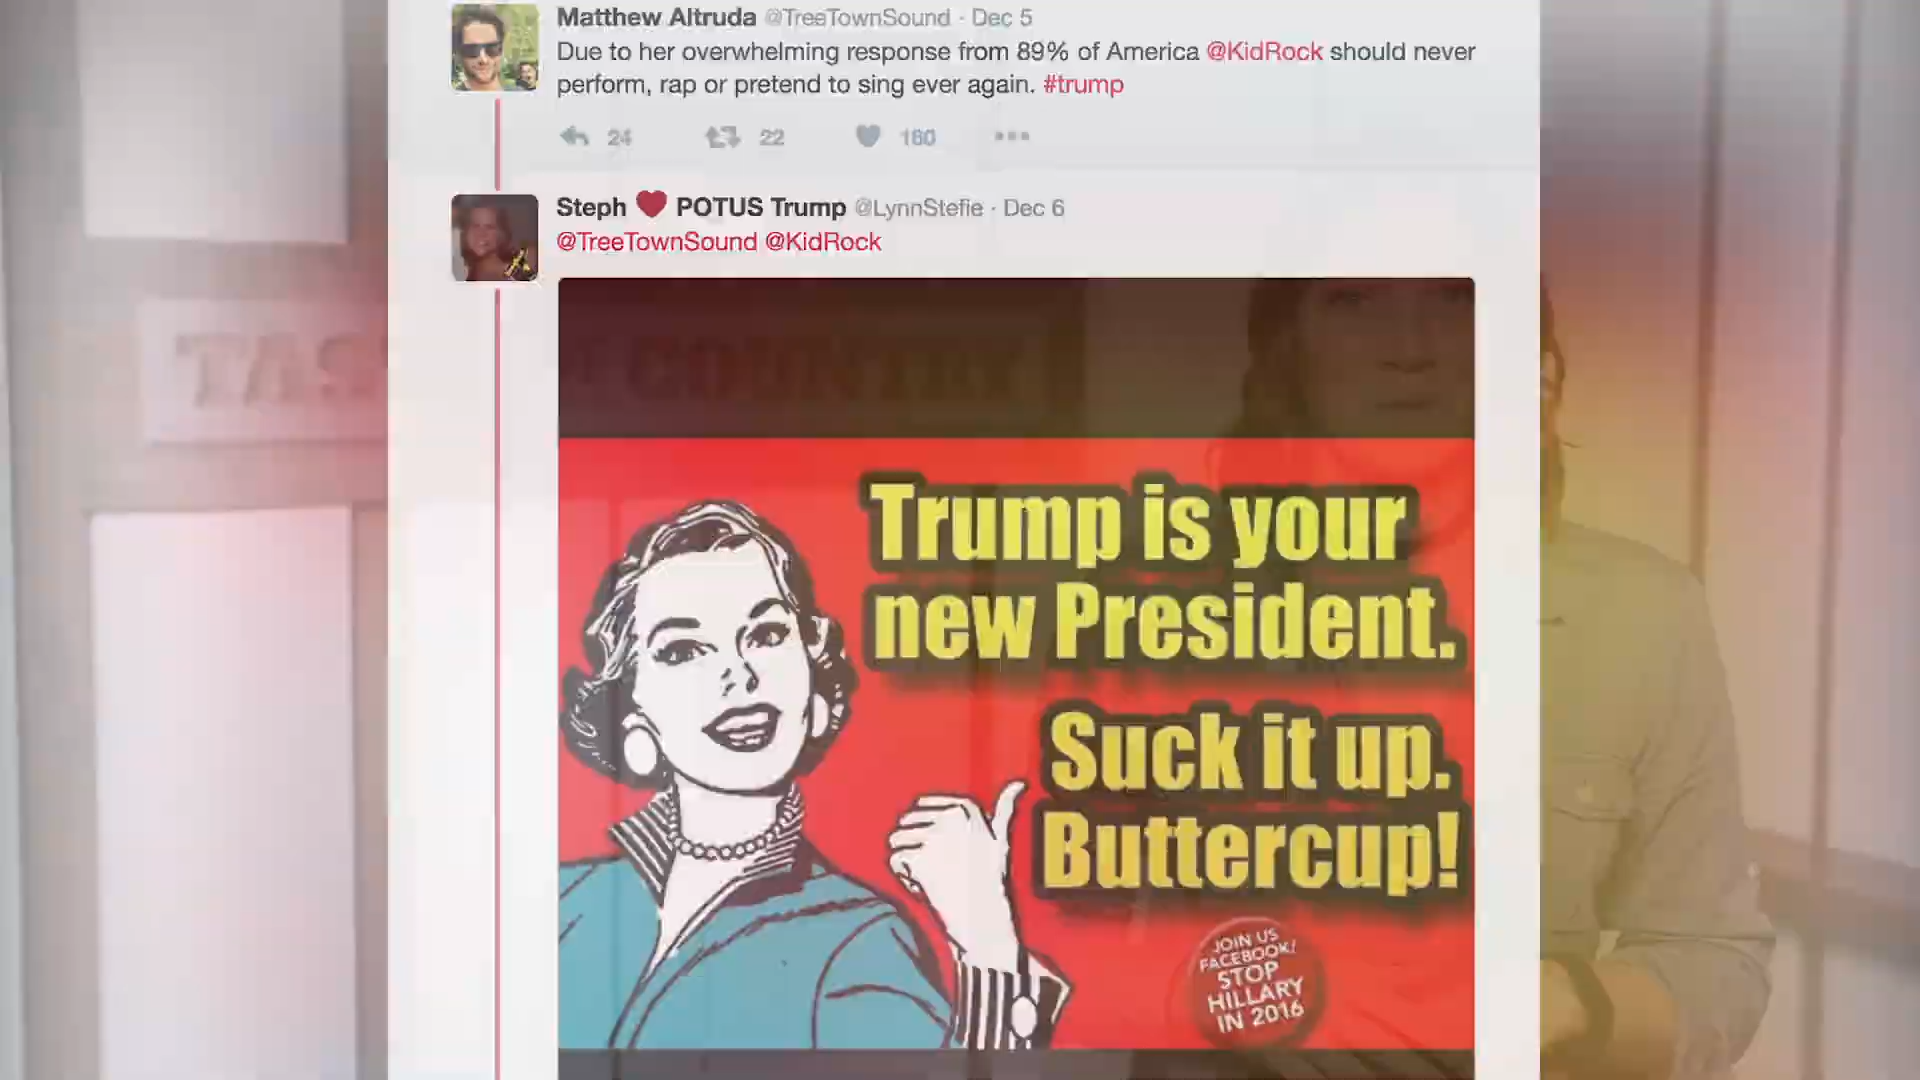 Matthew Altruda @TreeTownSound · Dec 5
Due to her overwhelming response from 89% of America @KidRock should never
perform, rap or pretend to sing ever again. #trump
24 22 160
Steph ❤ POTUS Trump @LynnStefie · Dec 6
@TreeTownSound @KidRock
TAS COUNTRY
Trump is your
new President.
Suck it up.
Buttercup!
JOIN US
FACEBOOK!
STOP
HILLARY
IN 2016